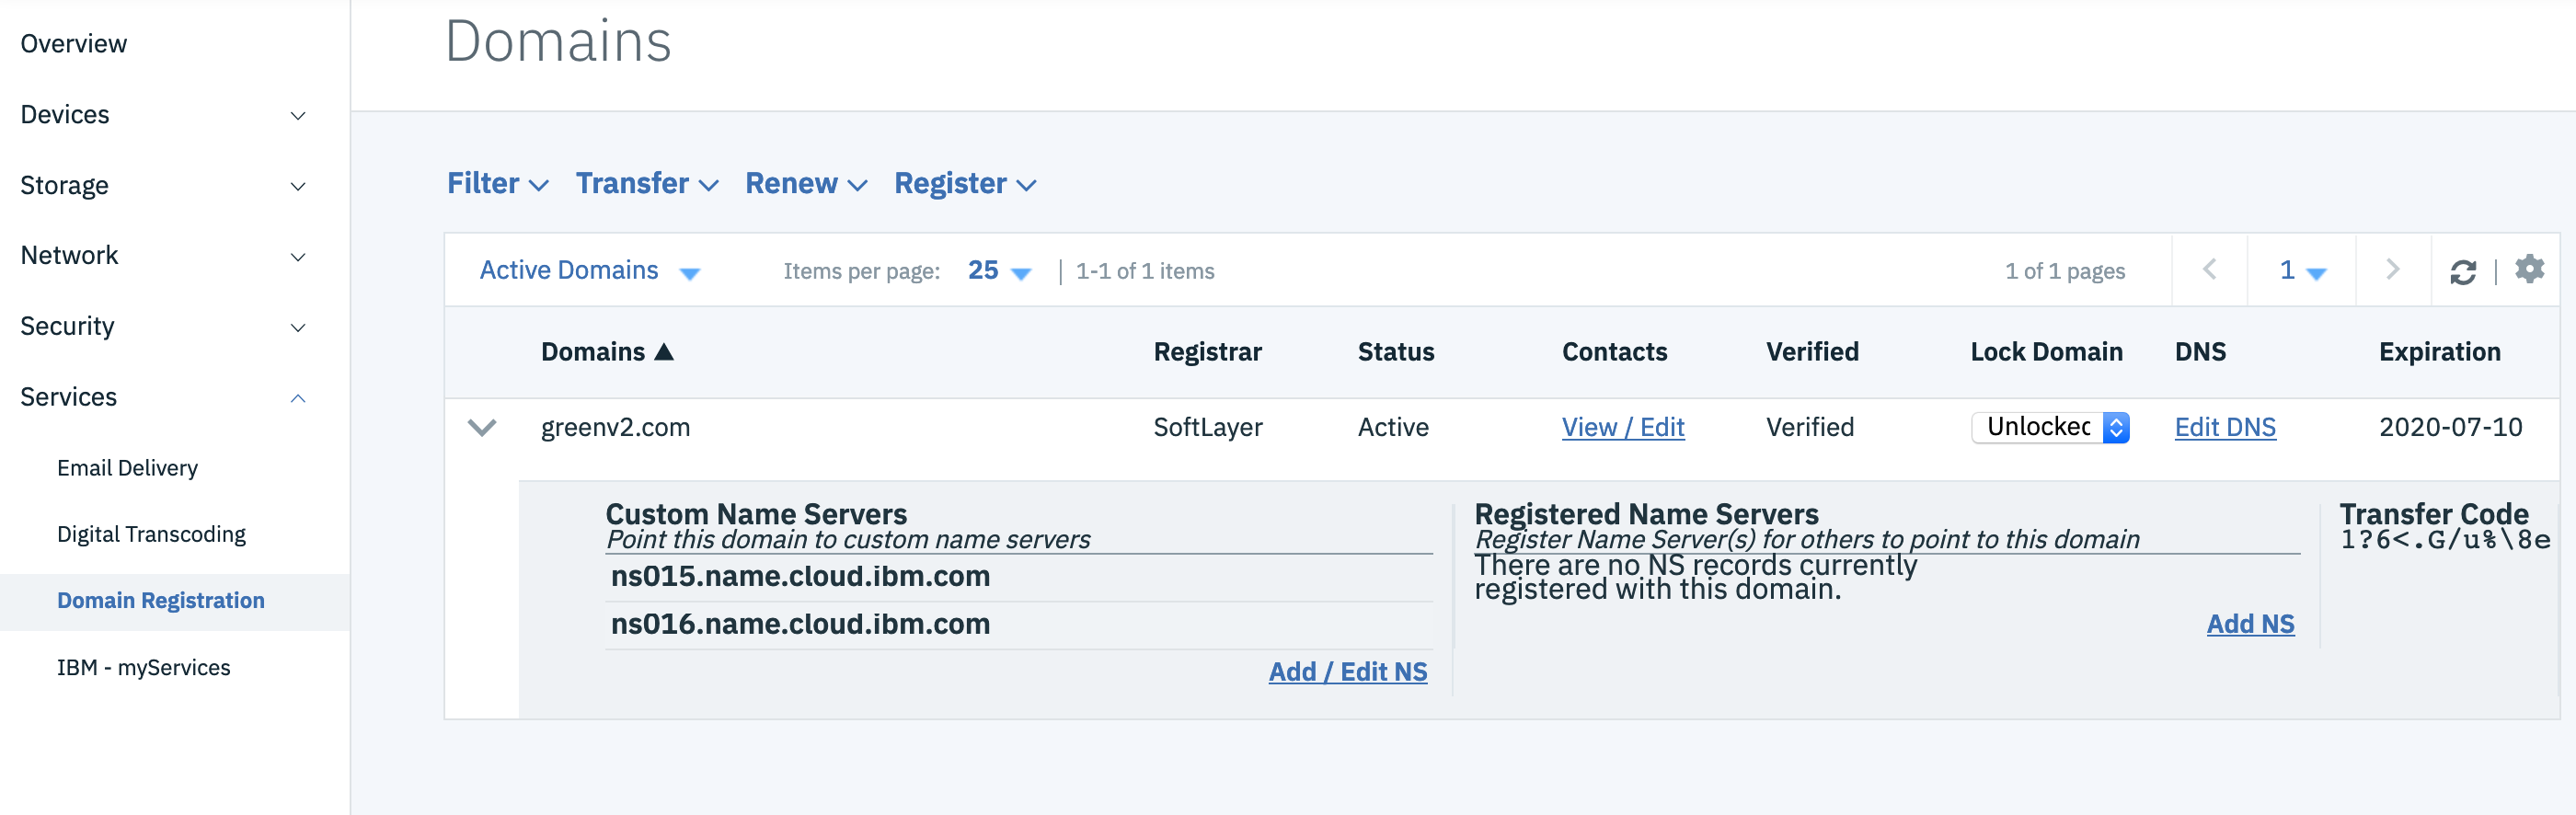 Domains
Overview
Devices
Storage
Network
Security
Services
Email Delivery
Digital Transcoding
Domain Registration
IBM - myServices
Filter Transfer Renew Register
Active Domains Items per page: 25 | 1-1 of 1 items 1 of 1 pages 1 |
Domains ▲ Registrar Status Contacts Verified Lock Domain DNS Expiration
greenv2.com SoftLayer Active View / Edit Verified Unlocked Edit DNS 2020-07-10
Custom Name Servers
Point this domain to custom name servers
ns015.name.cloud.ibm.com
ns016.name.cloud.ibm.com
Add / Edit NS
Registered Name Servers
Register Name Server(s) for others to point to this domain
There are no NS records currently
registered with this domain.
Add NS
Transfer Code
1?6<.G/u%\8e